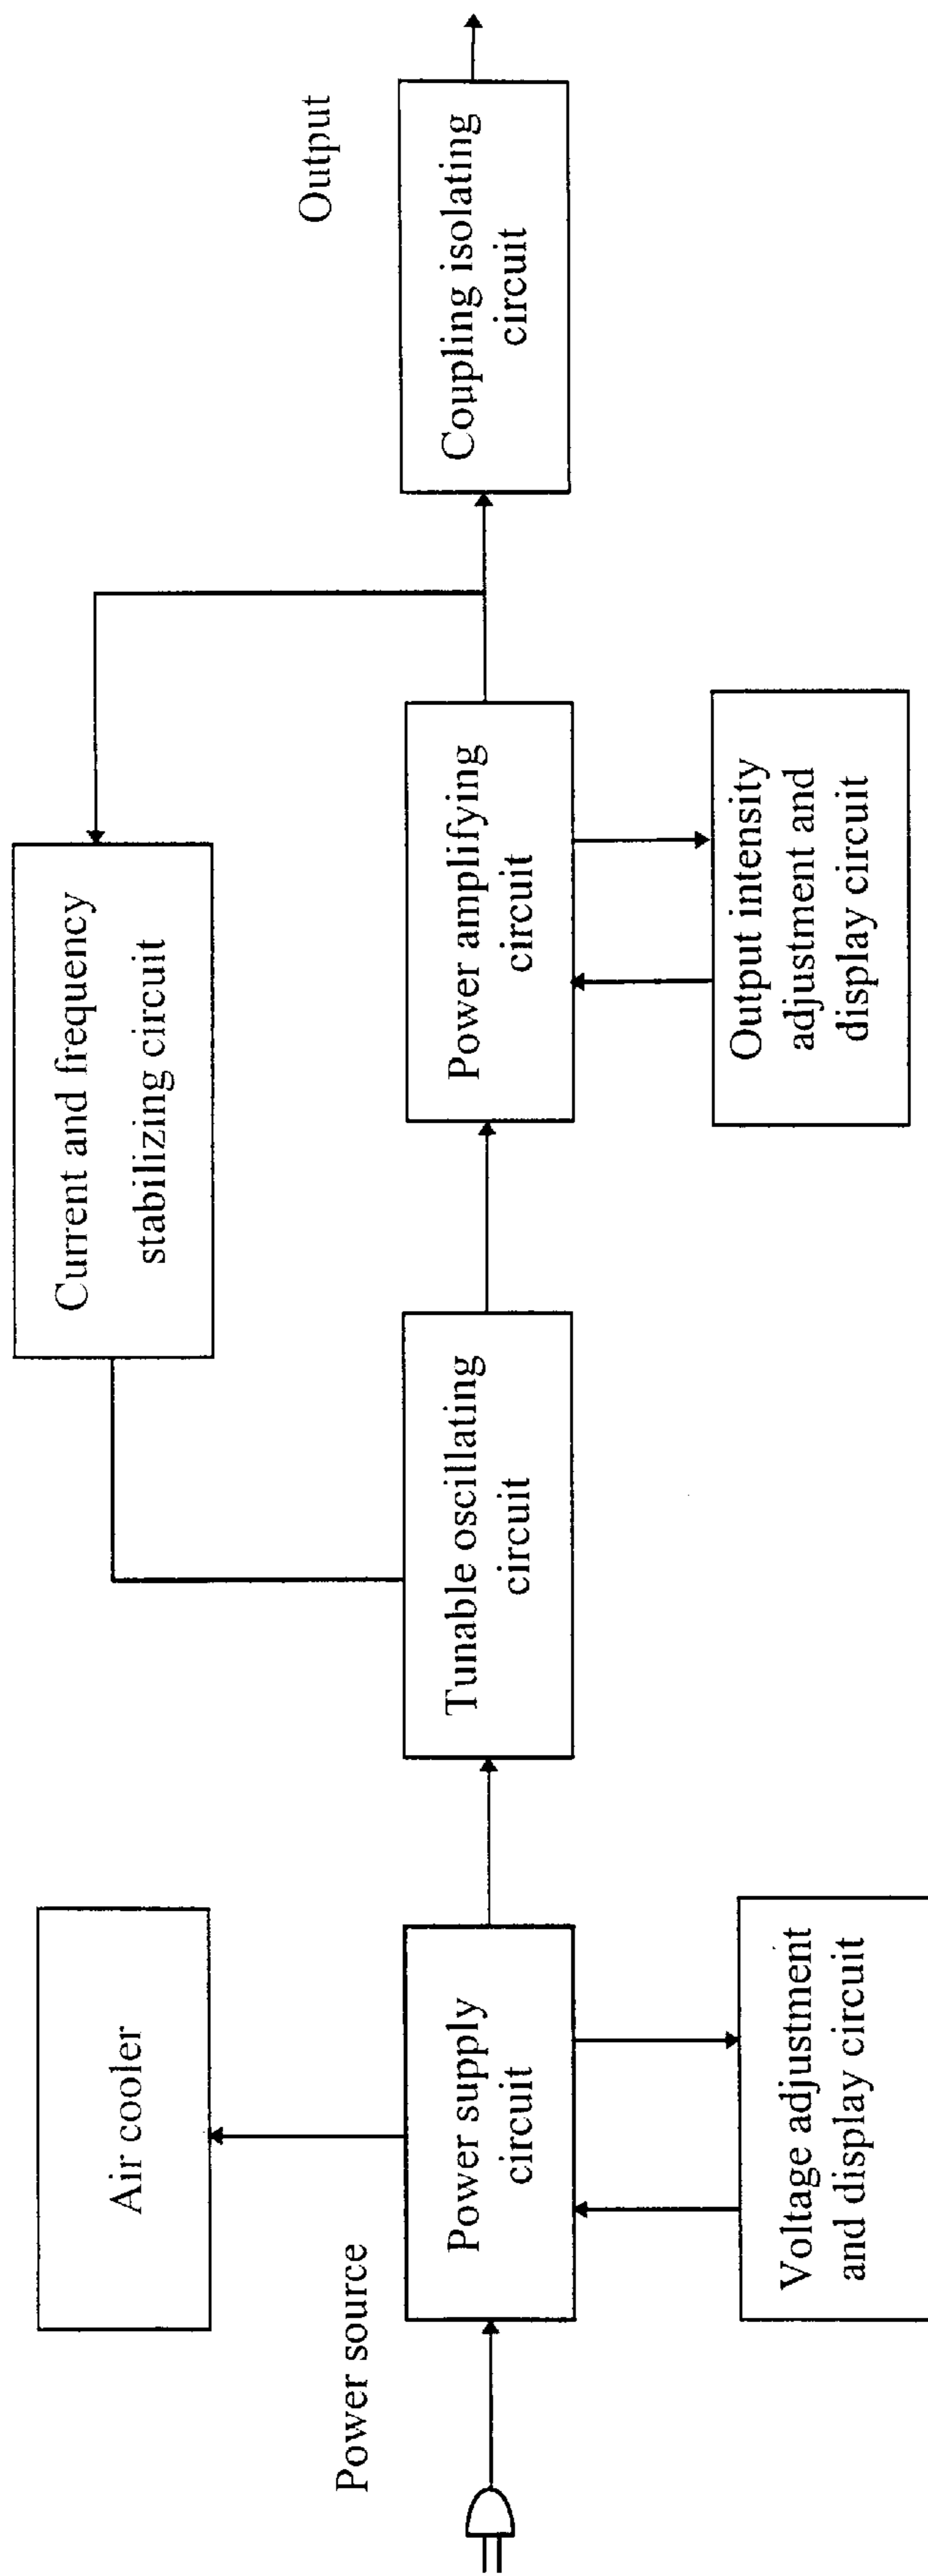 Air cooler
Current and frequency
stabilizing circuit
Power source
Output
Power supply
circuit
Tunable oscillating
circuit
Power amplifying
circuit
Coupling isolating
circuit
Voltage adjustment
and display circuit
Output intensity
adjustment and
display circuit